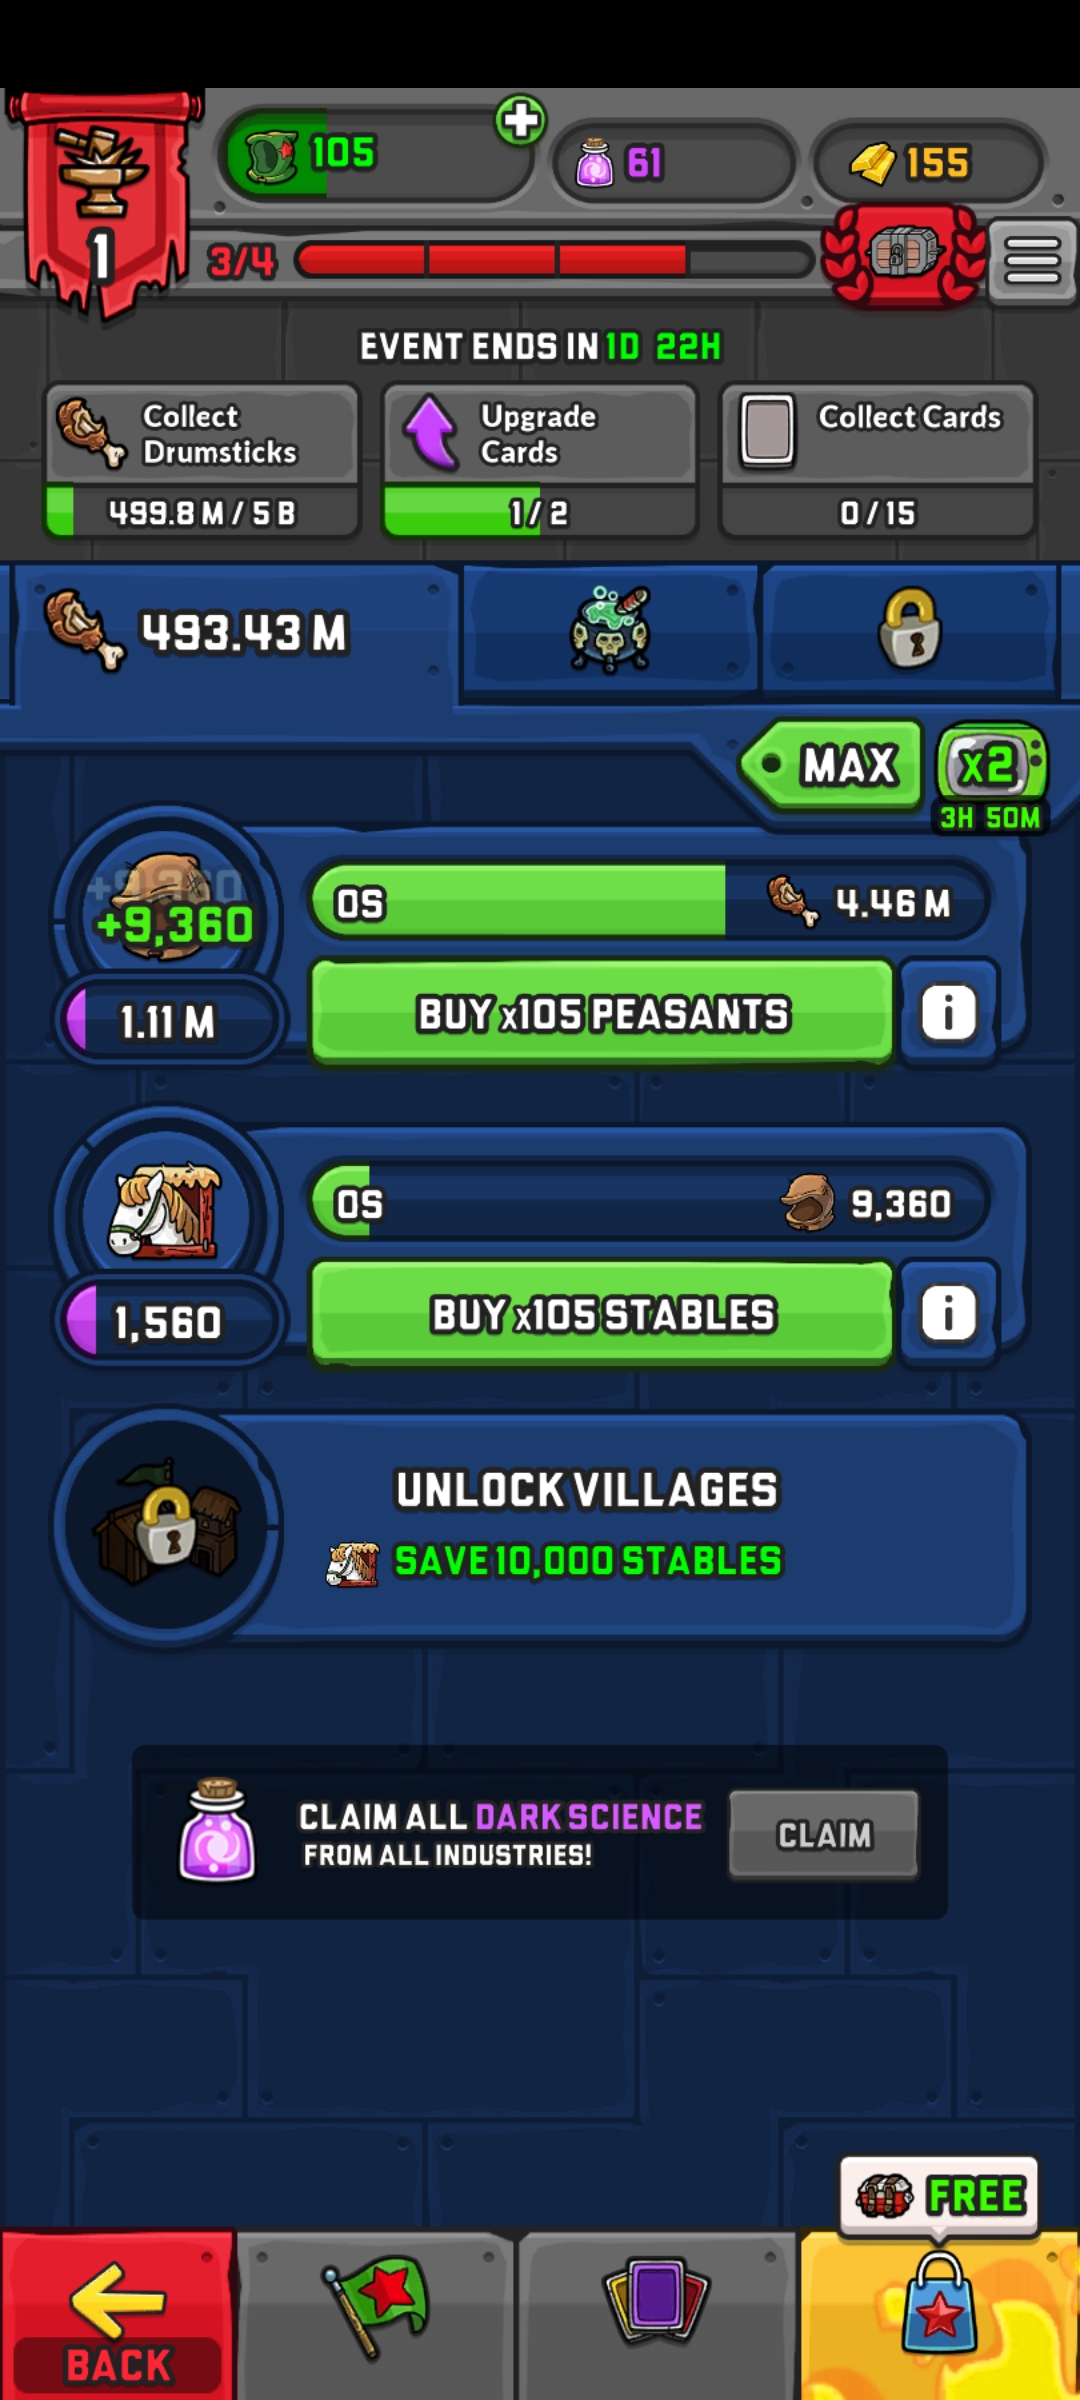 105
61
155
1
3/4
EVENT ENDS IN 1D 22H
Collect
Drumsticks
499.8 M / 5 B
Upgrade
Cards
1 / 2
Collect Cards
0 / 15
493.43 M
MAX
x2
3H 50M
+9,360
+9,360
0S
4.46 M
1.11 M
BUY x105 PEASANTS
i
0S
9,360
1,560
BUY x105 STABLES
i
UNLOCK VILLAGES
SAVE 10,000 STABLES
CLAIM ALL DARK SCIENCE
FROM ALL INDUSTRIES!
CLAIM
FREE
BACK